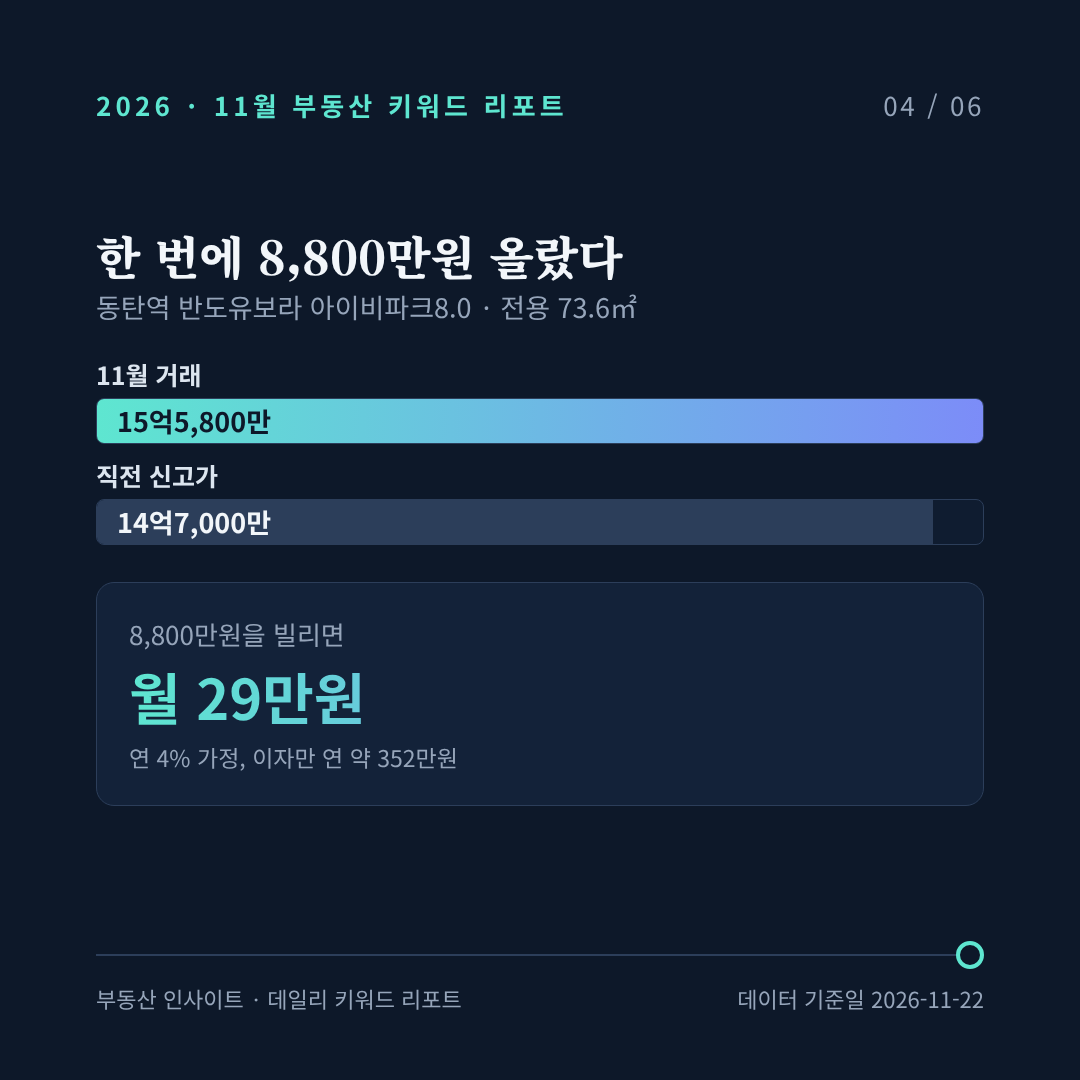 2026 · 11월 부동산 키워드 리포트
04 / 06
한 번에 8,800만원 올랐다
동탄역 반도유보라 아이비파크8.0 · 전용 73.6㎡
11월 거래
15억5,800만
직전 신고가
14억7,000만
8,800만원을 빌리면
월 29만원
연 4% 가정, 이자만 연 약 352만원
부동산 인사이트 · 데일리 키워드 리포트
데이터 기준일 2026-11-22